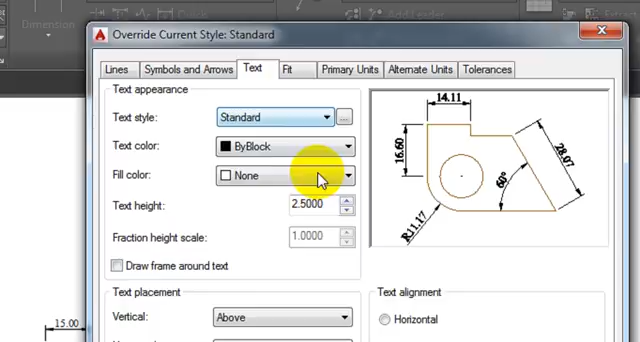 Dimension
Quick
Add Leader
Override Current Style: Standard
Lines
Symbols and Arrows
Text
Fit
Primary Units
Alternate Units
Tolerances
Text appearance
Text style:
Standard
...
Text color:
ByBlock
Fill color:
None
Text height:
2.5000
Fraction height scale:
1.0000
Draw frame around text
14.11
16.60
28.07
60°
R11.17
Text placement
Vertical:
Above
Text alignment
Horizontal
15.00